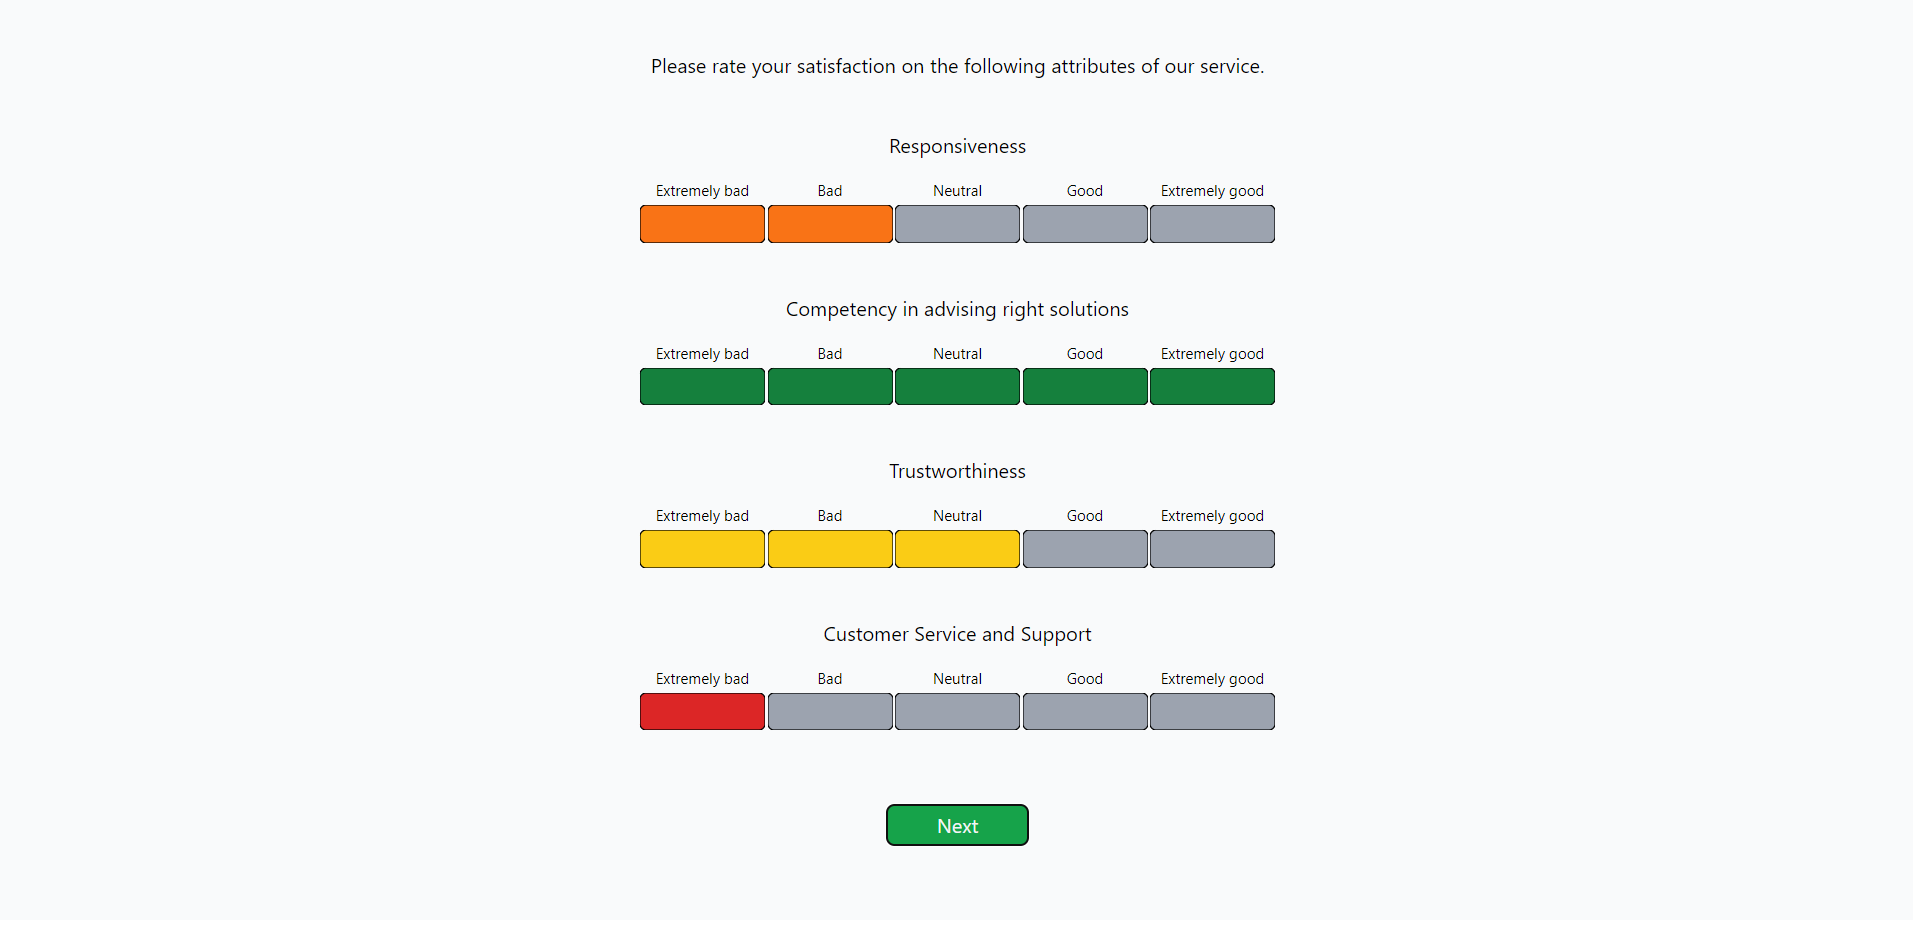 Please rate your satisfaction on the following attributes of our service.
Responsiveness
Extremely bad Bad Neutral Good Extremely good
Competency in advising right solutions
Extremely bad Bad Neutral Good Extremely good
Trustworthiness
Extremely bad Bad Neutral Good Extremely good
Customer Service and Support
Extremely bad Bad Neutral Good Extremely good
Next